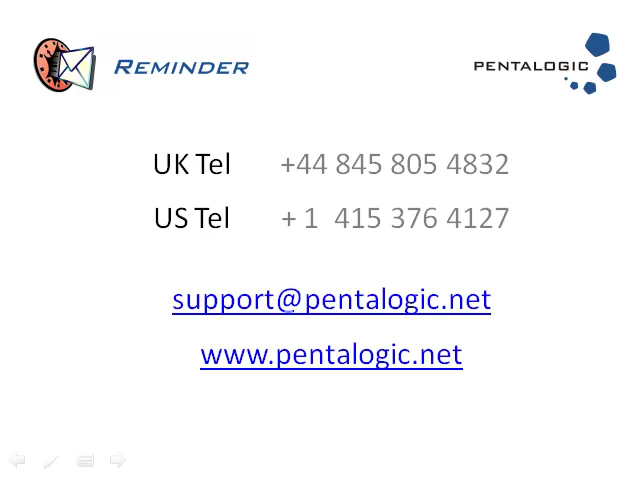 REMINDER
PENTALOGIC
UK Tel +44 845 805 4832
US Tel + 1 415 376 4127
support@pentalogic.net
www.pentalogic.net